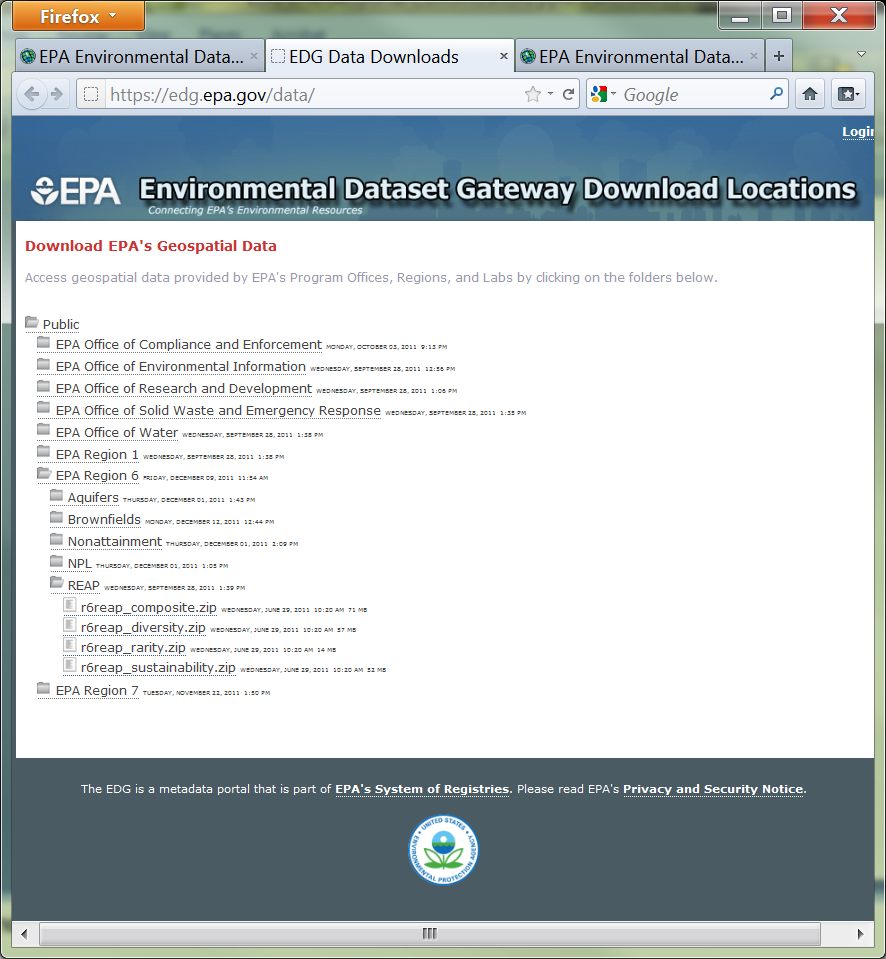 Firefox
EPA Environmental Data...
EDG Data Downloads
EPA Environmental Data...
https://edg.epa.gov/data/
Google
Login
EPA
Environmental Dataset Gateway Download Locations
Connecting EPA's Environmental Resources
Download EPA's Geospatial Data
Access geospatial data provided by EPA's Program Offices, Regions, and Labs by clicking on the folders below.
Public
EPA Office of Compliance and Enforcement MONDAY, OCTOBER 03, 2011 9:13 PM
EPA Office of Environmental Information WEDNESDAY, SEPTEMBER 28, 2011 12:56 PM
EPA Office of Research and Development WEDNESDAY, SEPTEMBER 28, 2011 1:06 PM
EPA Office of Solid Waste and Emergency Response WEDNESDAY, SEPTEMBER 28, 2011 1:35 PM
EPA Office of Water WEDNESDAY, SEPTEMBER 28, 2011 1:38 PM
EPA Region 1 WEDNESDAY, SEPTEMBER 28, 2011 1:38 PM
EPA Region 6 FRIDAY, DECEMBER 09, 2011 11:54 AM
Aquifers THURSDAY, DECEMBER 01, 2011 1:43 PM
Brownfields MONDAY, DECEMBER 12, 2011 12:44 PM
Nonattainment THURSDAY, DECEMBER 01, 2011 2:09 PM
NPL THURSDAY, DECEMBER 01, 2011 1:05 PM
REAP WEDNESDAY, SEPTEMBER 28, 2011 1:39 PM
r6reap_composite.zip WEDNESDAY, JUNE 29, 2011 10:20 AM 71 MB
r6reap_diversity.zip WEDNESDAY, JUNE 29, 2011 10:20 AM 57 MB
r6reap_rarity.zip WEDNESDAY, JUNE 29, 2011 10:20 AM 14 MB
r6reap_sustainability.zip WEDNESDAY, JUNE 29, 2011 10:20 AM 52 MB
EPA Region 7 TUESDAY, NOVEMBER 22, 2011 1:50 PM
The EDG is a metadata portal that is part of EPA's System of Registries. Please read EPA's Privacy and Security Notice.
UNITED STATES
ENVIRONMENTAL PROTECTION AGENCY